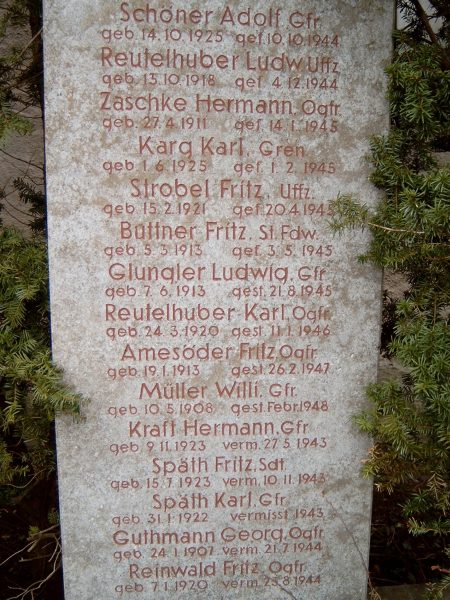 Schöner Adolf. Gfr.
geb. 14.10.1925 gef. 10.10.1944
Reutelhuber Ludw. Uffz.
geb. 13.10.1918 gef. 4.12.1944
Zaschke Hermann. Ogfr.
geb. 27.4.1911 gef. 14.1.1945
Karg Karl. Gren.
geb. 1.6.1925 gef. 1.2.1945
Strobel Fritz. Uffz.
geb. 15.2.1921 gef. 20.4.1945
Büttner Fritz. St. Fdw.
geb. 5.3.1913 gef. 3.5.1945
Glungler Ludwig. Gfr.
geb. 7.6.1913 gest. 21.8.1945
Reutelhuber Karl. Ogfr.
geb. 24.3.1920 gest. 11.1.1946
Amesöder Fritz. Ogfr.
geb. 19.1.1913 gest. 26.2.1947
Müller Willi. Gfr.
geb. 10.5.1908 gest. Febr. 1948
Kraft Hermann. Gfr.
geb. 9.11.1923 verm. 27.5.1943
Späth Fritz. Sdt.
geb. 15.7.1923 verm. 10.11.1943
Späth Karl. Gfr.
geb. 31.1.1922 vermisst 1943
Guthmann Georg. Ogfr.
geb. 24.1.1907 verm. 21.7.1944
Reinwald Fritz. Ogfr.
geb. 7.1.1920 verm. 25.8.1944